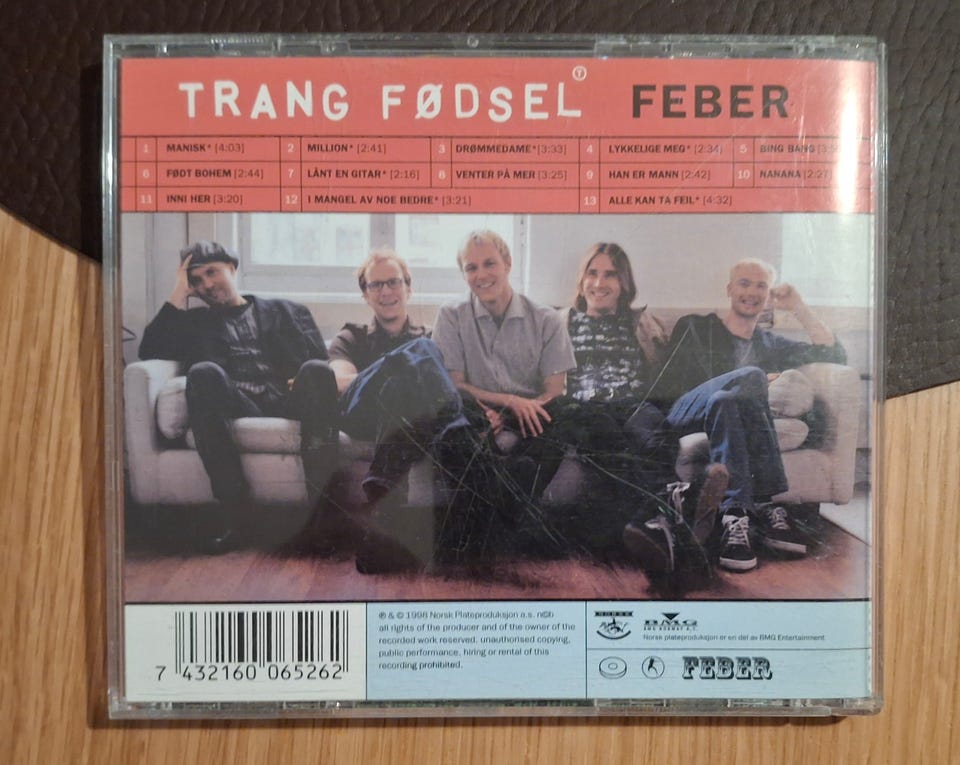 TRANG FØDSEL FEBER
1 MANISK* [4:03] 2 MILLION* [2:41] 3 DRØMMEDAME* [3:33] 4 LYKKELIGE MEG* [2:34] 5 BING BANG
6 FØDT BOHEM [2:44] 7 LÅNT EN GITAR* [2:16] 8 VENTER PÅ MER [3:25] 9 HAN ER MANN [2:42] 10 NANANA [2:27]
11 INNI HER [3:20] 12 I MANGEL AV NOE BEDRE* [3:21] 13 ALLE KAN TA FEIL* [4:32]
7 432160 065262
℗ & © 1998 Norsk Plateproduksjon a.s. n©b
all rights of the producer and of the owner of the
recorded work reserved. unauthorised copying,
public performance, hiring or rental of this
recording prohibited.
NORSK
BMG
BMG NORWAY A.S.
Norsk plateproduksjon er en del av BMG Entertainment
FEBER